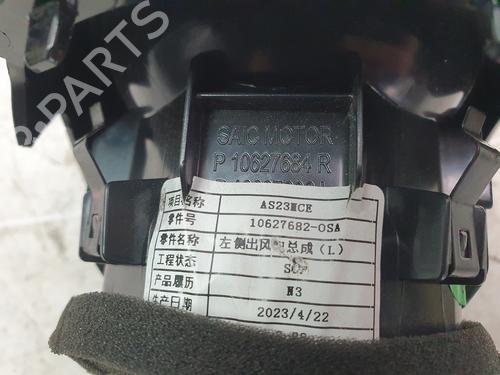 SAIC MOTOR
P 10627684 R
项目名称 AS23MCE
零件号 10627682-OSA
零件名称 左侧出风口总成(L)
工程状态 SOP
产品履历 N3
生产日期 2023/4/22